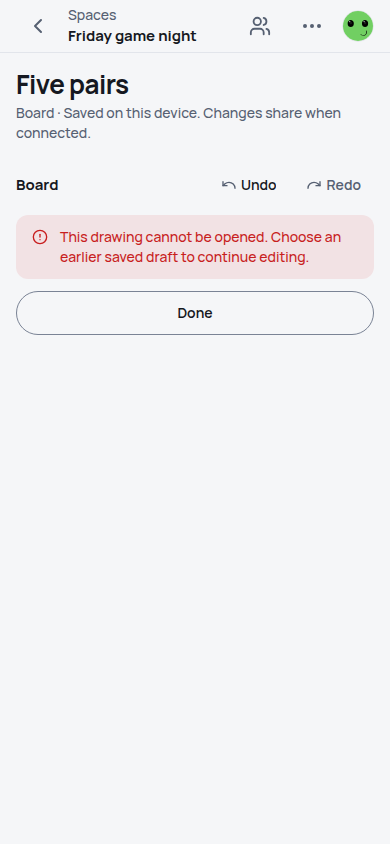 Spaces
Friday game night
Five pairs
Board · Saved on this device. Changes share when
connected.
Board
Undo
Redo
This drawing cannot be opened. Choose an
earlier saved draft to continue editing.
Done